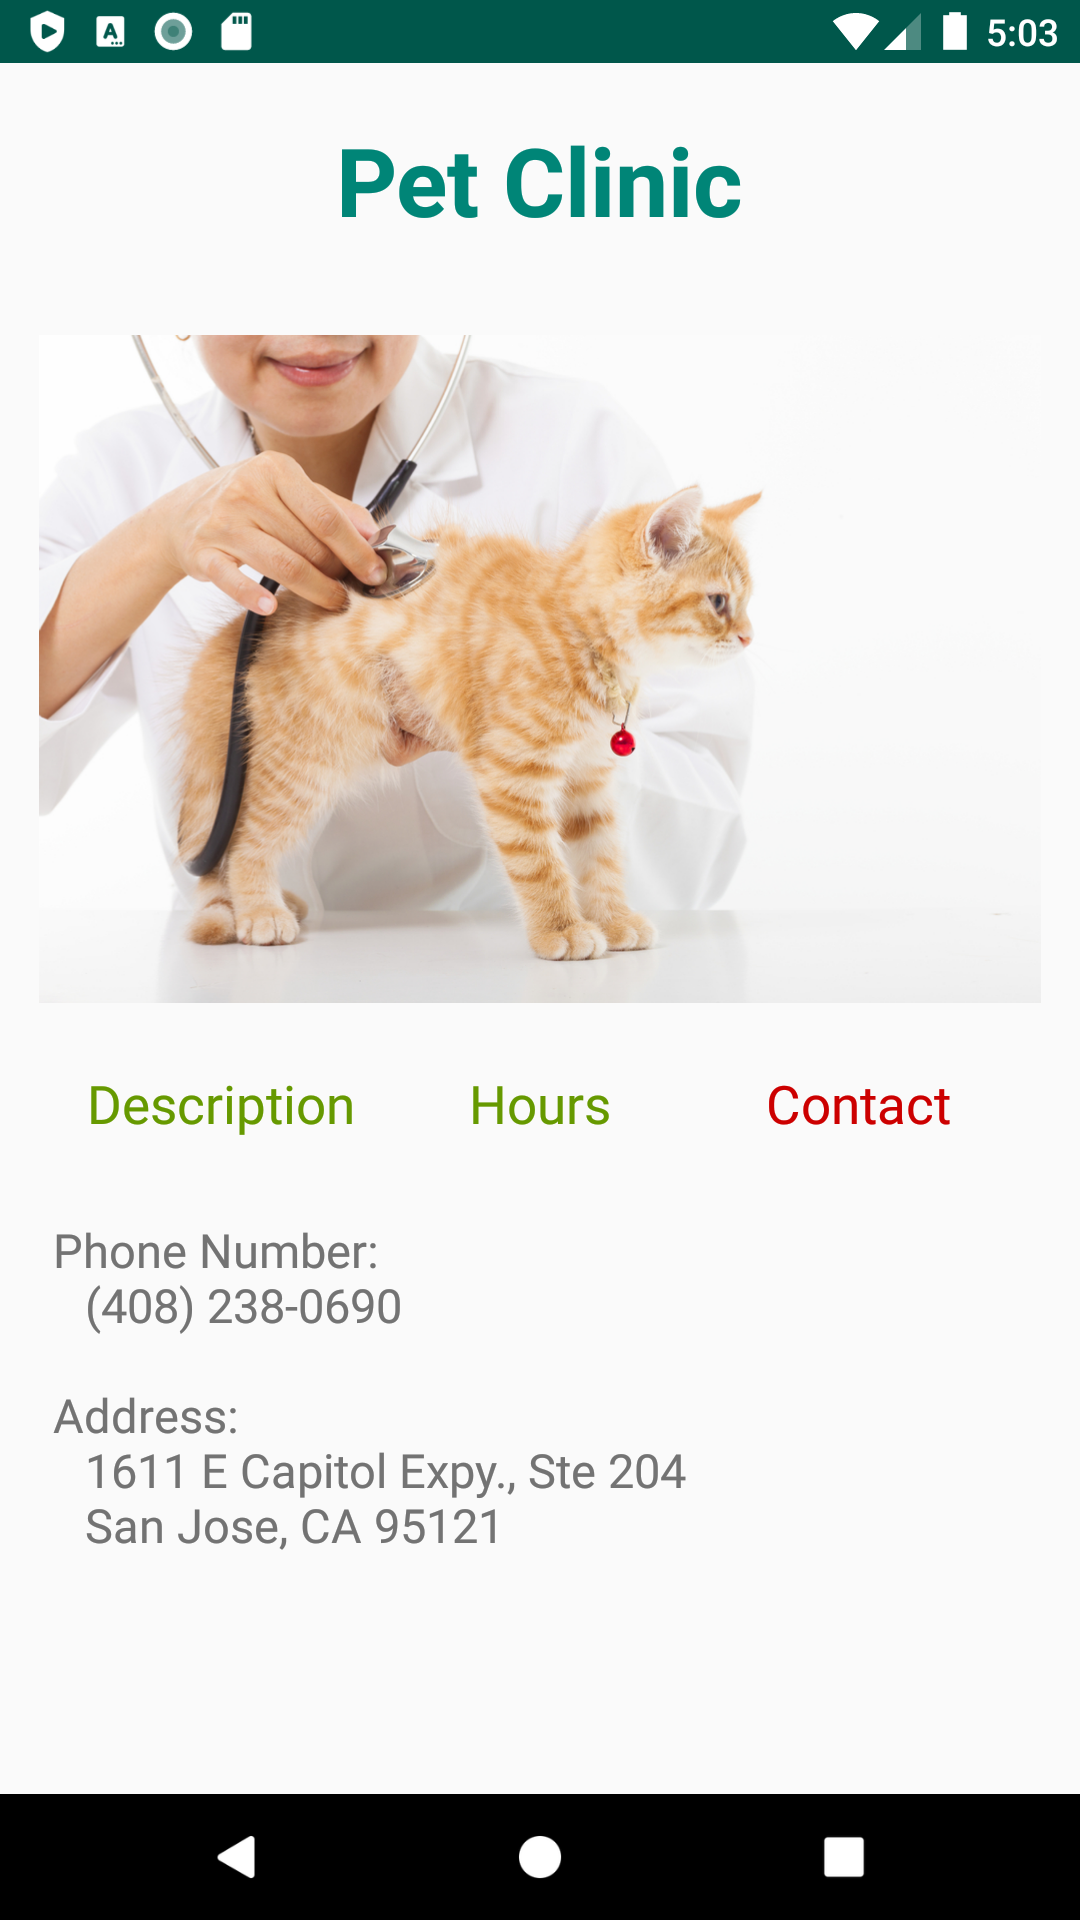 5:03
Pet Clinic
Description Hours Contact
Phone Number:
(408) 238-0690
Address:
1611 E Capitol Expy., Ste 204
San Jose, CA 95121